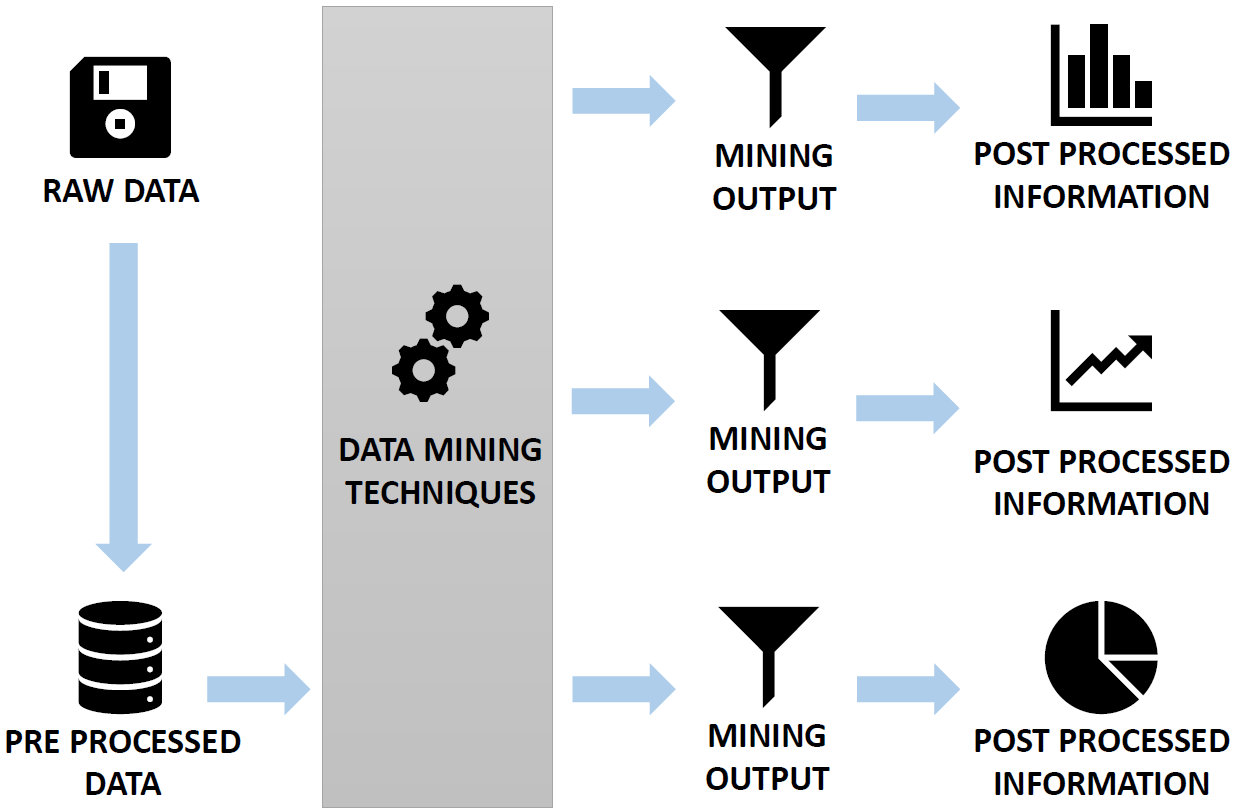 RAW DATA
PRE PROCESSED
DATA
DATA MINING
TECHNIQUES
MINING
OUTPUT
POST PROCESSED
INFORMATION
MINING
OUTPUT
POST PROCESSED
INFORMATION
MINING
OUTPUT
POST PROCESSED
INFORMATION